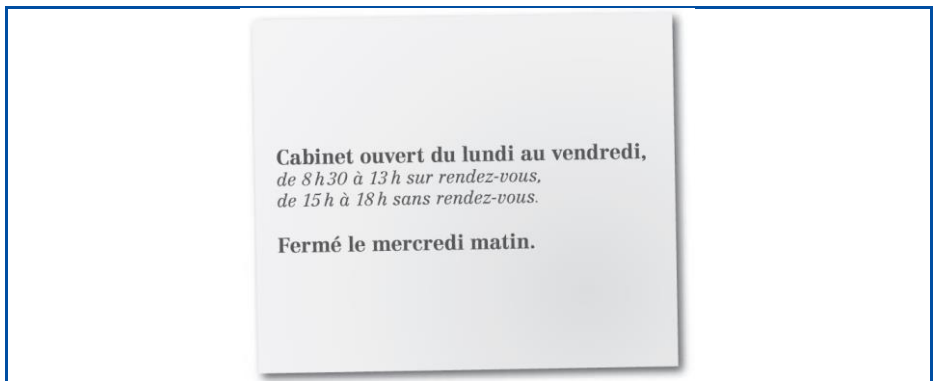 Cabinet ouvert du lundi au vendredi,
de 8 h 30 à 13 h sur rendez-vous,
de 15 h à 18 h sans rendez-vous.
Fermé le mercredi matin.